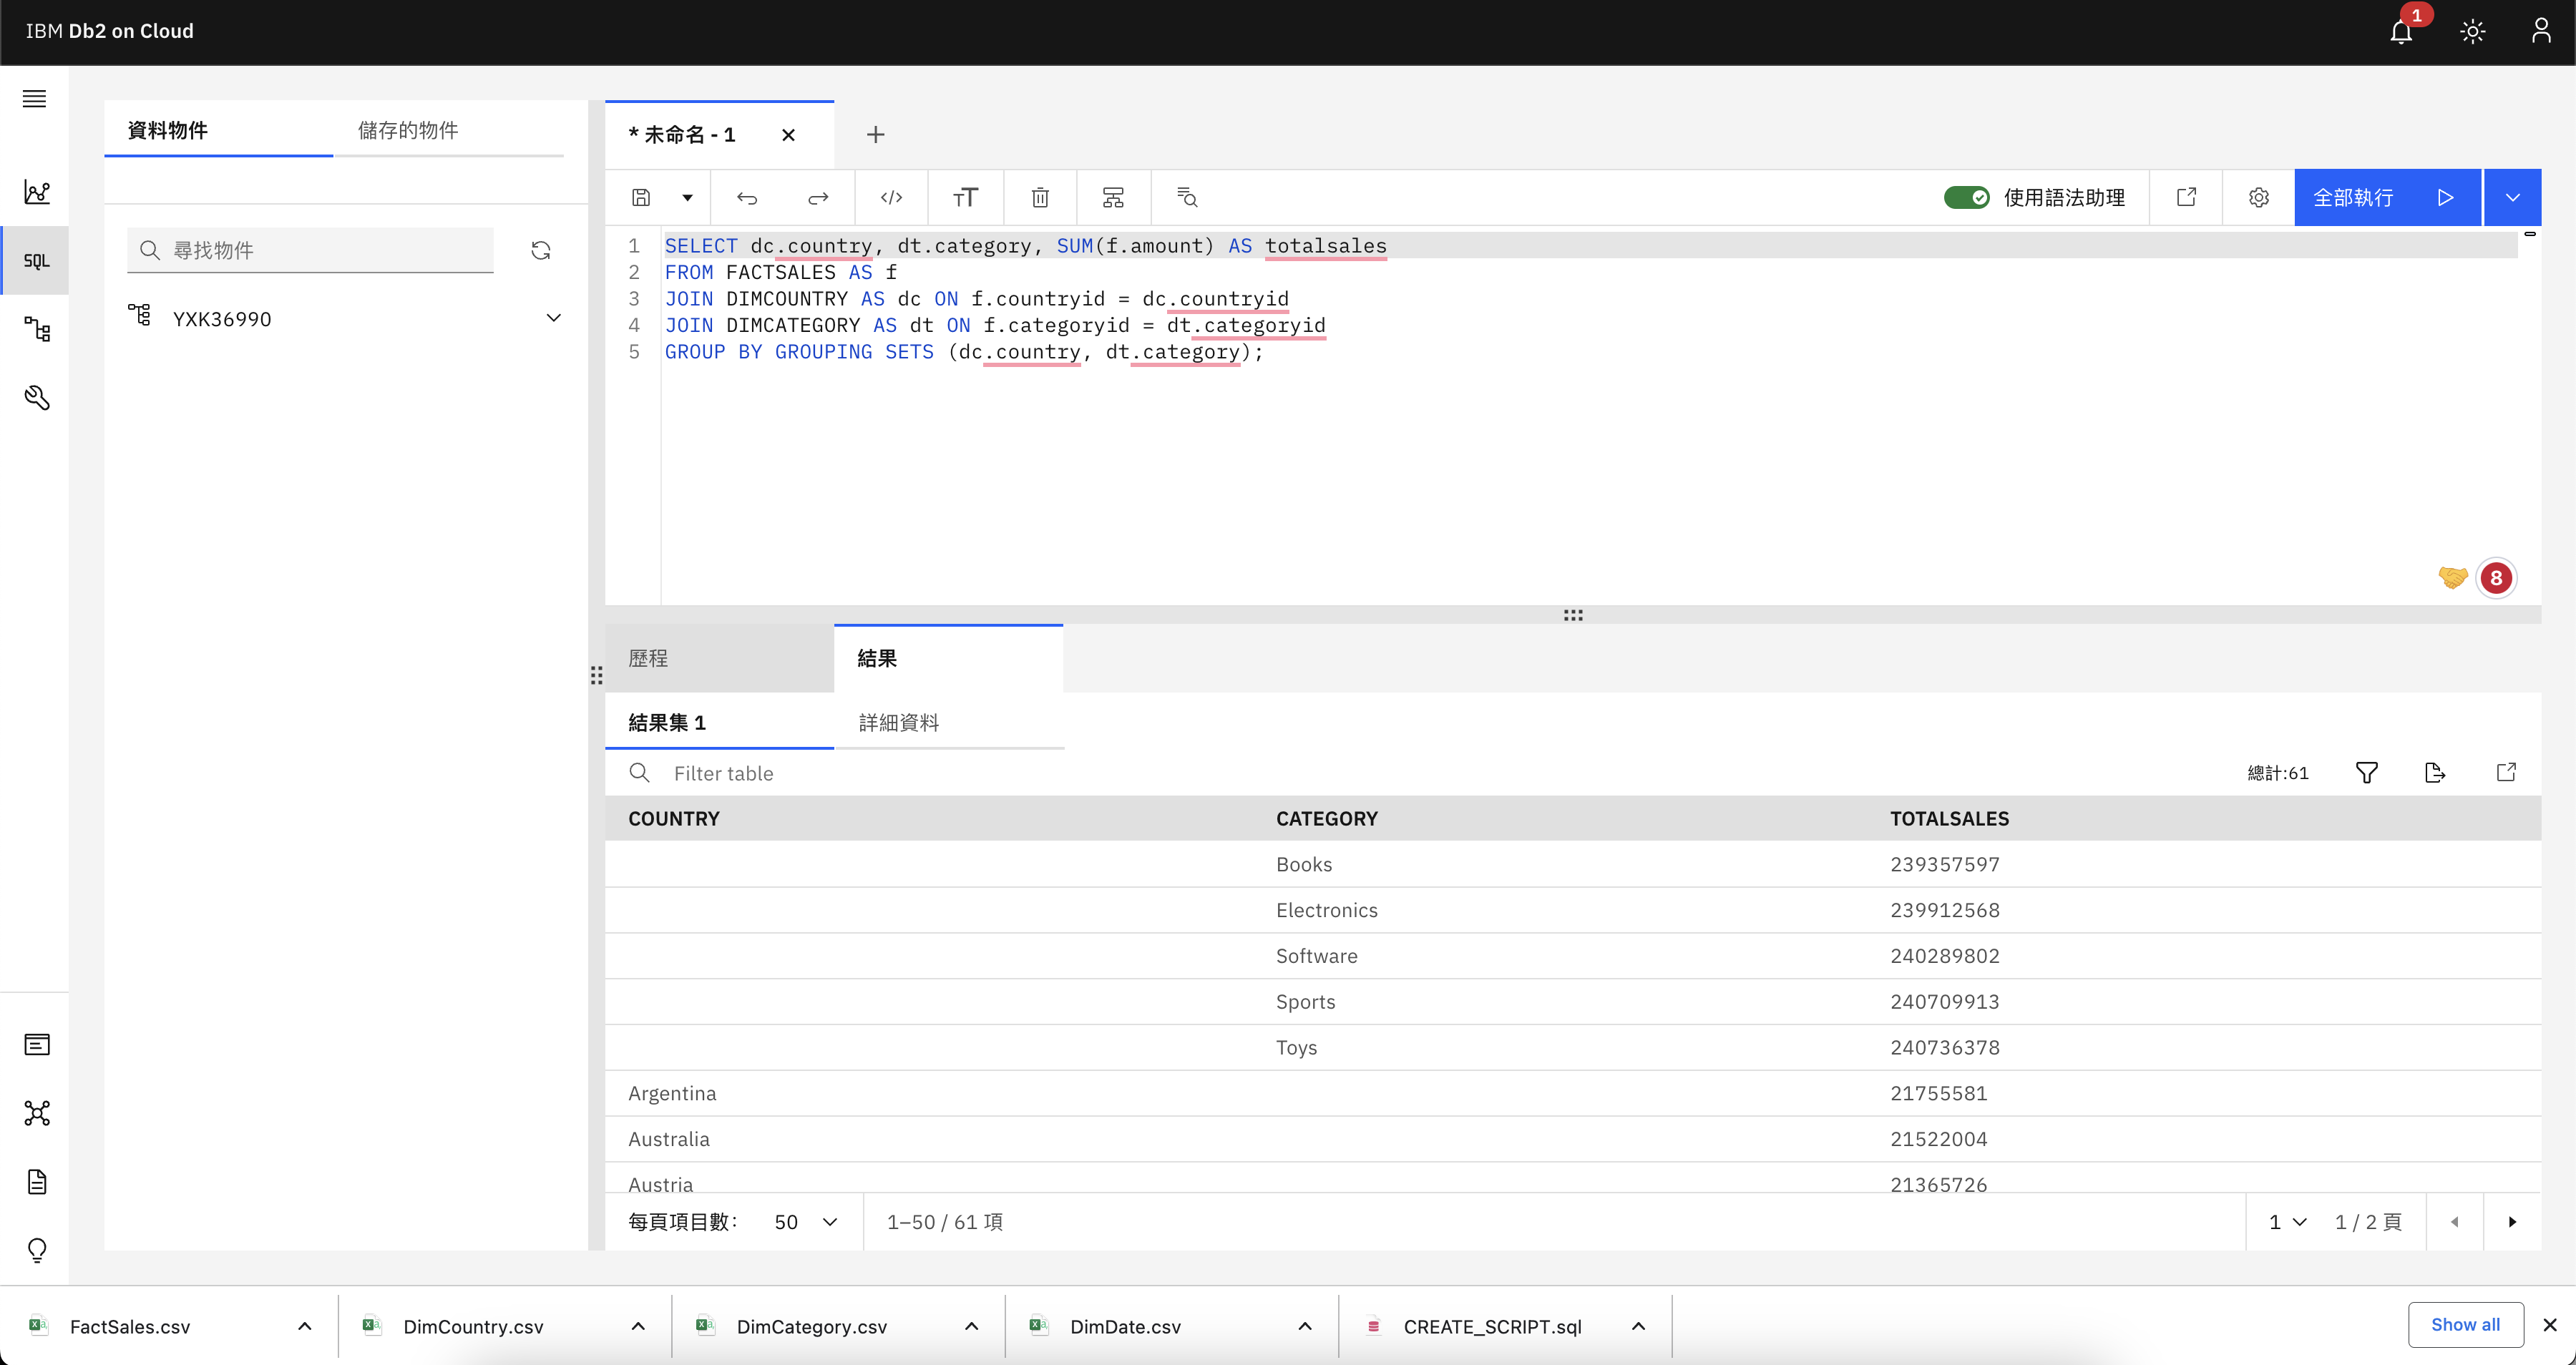 IBM Db2 on Cloud
1
資料物件
儲存的物件
* 未命名 - 1
使用語法助理
全部執行
SQL
尋找物件
YXK36990
1 SELECT dc.country, dt.category, SUM(f.amount) AS totalsales
2 FROM FACTSALES AS f
3 JOIN DIMCOUNTRY AS dc ON f.countryid = dc.countryid
4 JOIN DIMCATEGORY AS dt ON f.categoryid = dt.categoryid
5 GROUP BY GROUPING SETS (dc.country, dt.category);
8
歷程
結果
結果集 1
詳細資料
Filter table
總計:61
COUNTRY CATEGORY TOTALSALES
Books 239357597
Electronics 239912568
Software 240289802
Sports 240709913
Toys 240736378
Argentina 21755581
Australia 21522004
Austria 21365726
每頁項目數: 50
1–50 / 61 項
1
1 / 2 頁
FactSales.csv
DimCountry.csv
DimCategory.csv
DimDate.csv
CREATE_SCRIPT.sql
Show all